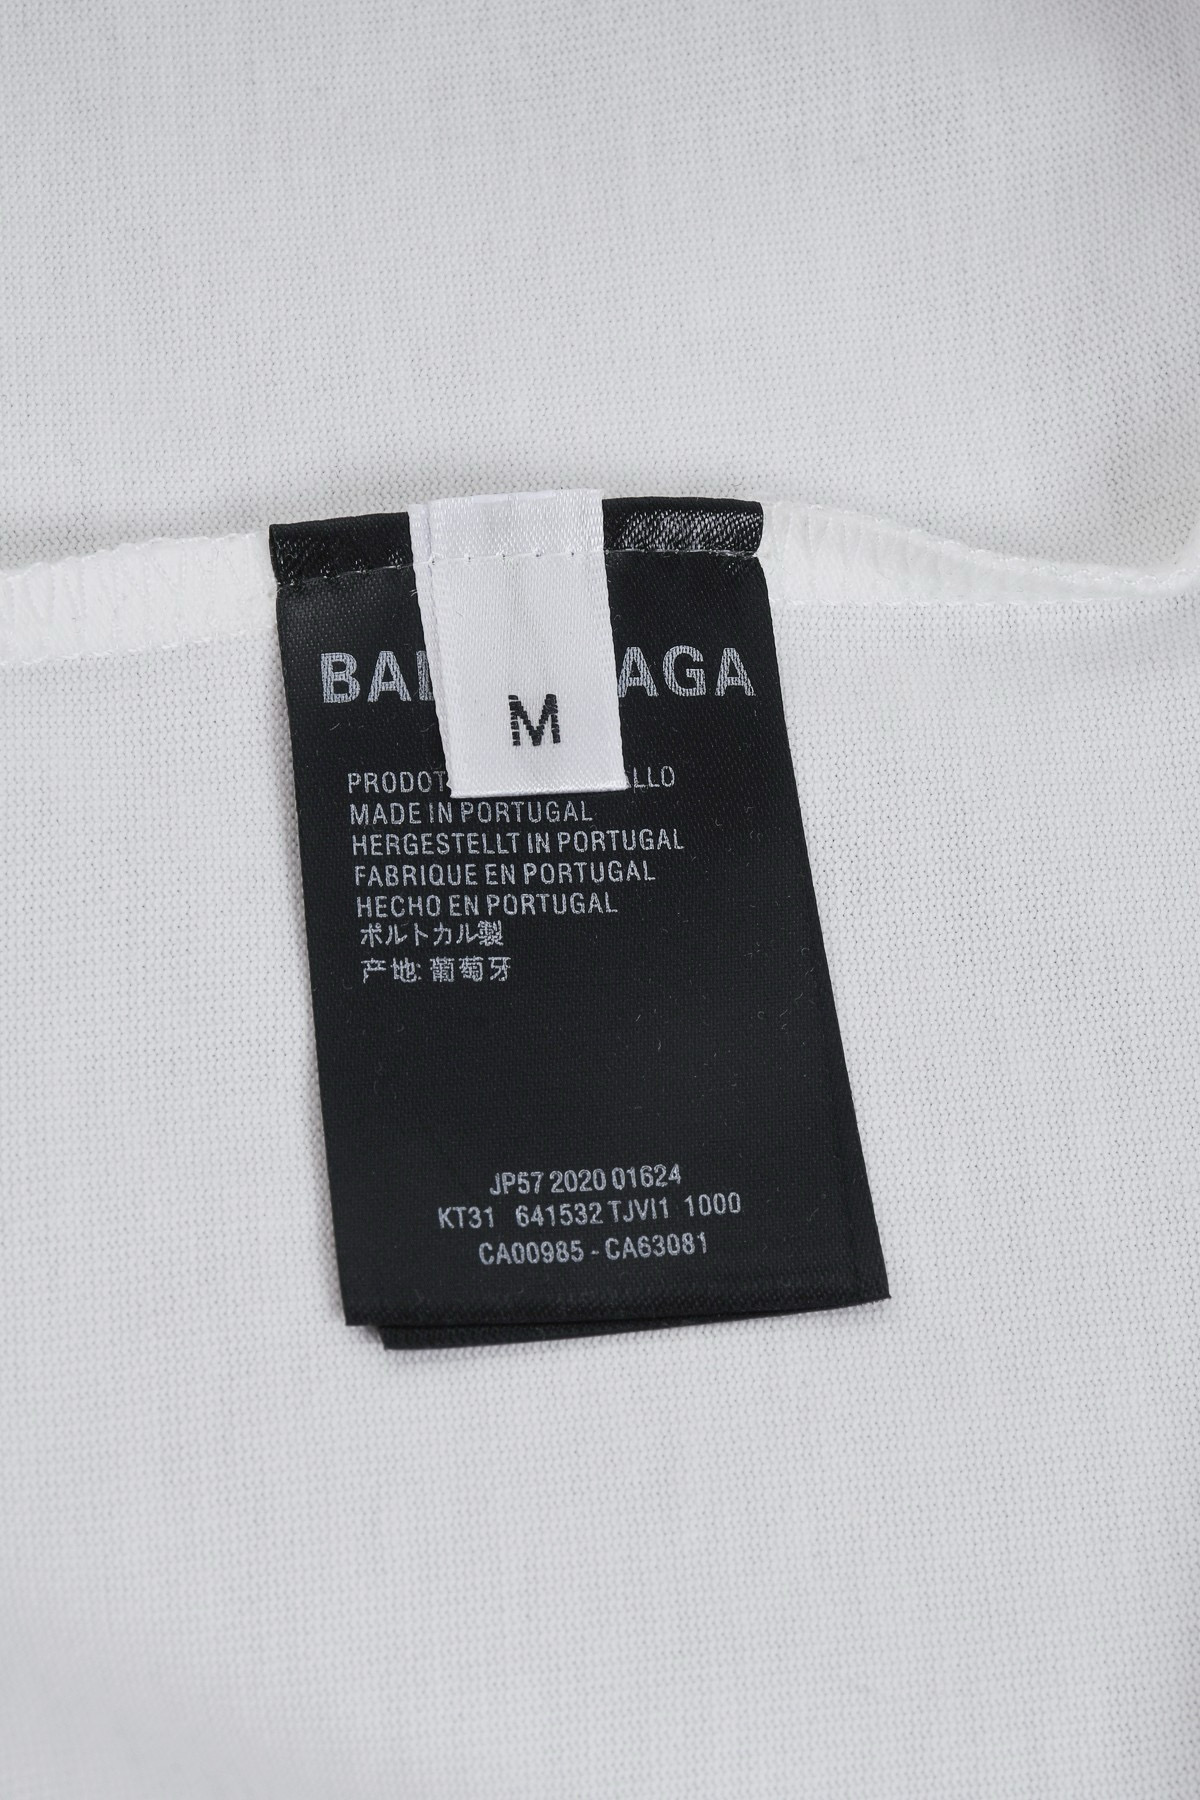 BAL AGA
M
PRODOT ALLO
MADE IN PORTUGAL
HERGESTELLT IN PORTUGAL
FABRIQUE EN PORTUGAL
HECHO EN PORTUGAL
ポルトカル製
产地: 葡萄牙
JP57 2020 01624
KT31 641532 TJVI1 1000
CA00985 - CA63081